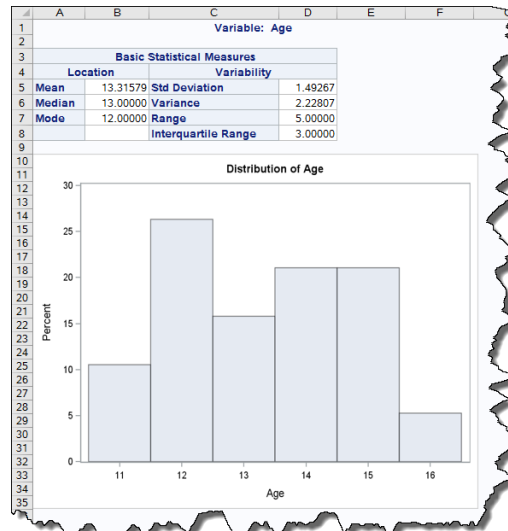 A B C D E F
1 Variable: Age
2
3 Basic Statistical Measures
4 Location Variability
5 Mean 13.31579 Std Deviation 1.49267
6 Median 13.00000 Variance 2.22807
7 Mode 12.00000 Range 5.00000
8 Interquartile Range 3.00000
9
10
11 Distribution of Age
12 30
13
14
15 25
16
17
18 20
19
20
21 15
22
23
24
25 10
26
27
28 5
29
30
31
32 0
33 11 12 13 14 15 16
34 Age
35
Percent